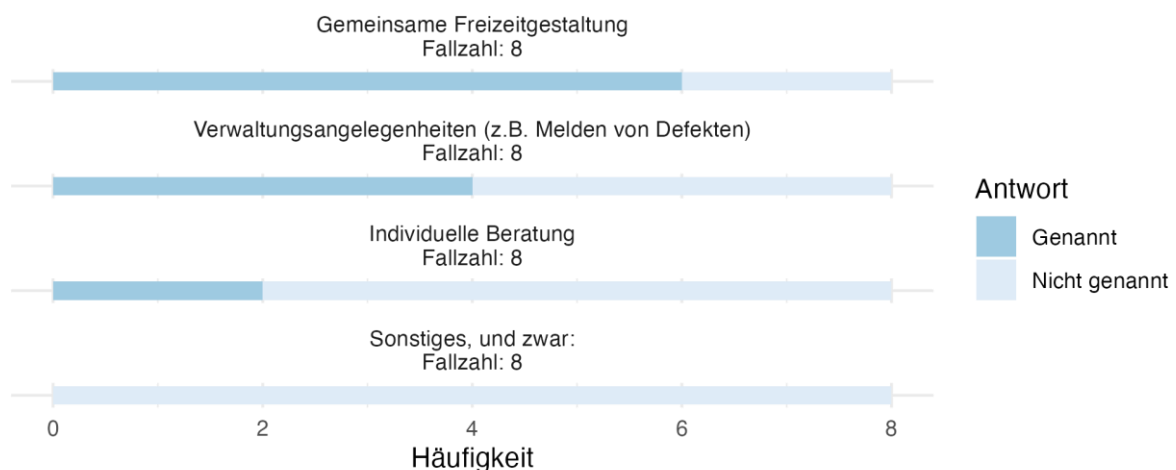 Gemeinsame Freizeitgestaltung
Fallzahl: 8
Verwaltungsangelegenheiten (z.B. Melden von Defekten)
Fallzahl: 8
Individuelle Beratung
Fallzahl: 8
Sonstiges, und zwar:
Fallzahl: 8
0 2 4 6 8
Häufigkeit
Antwort
Genannt
Nicht genannt